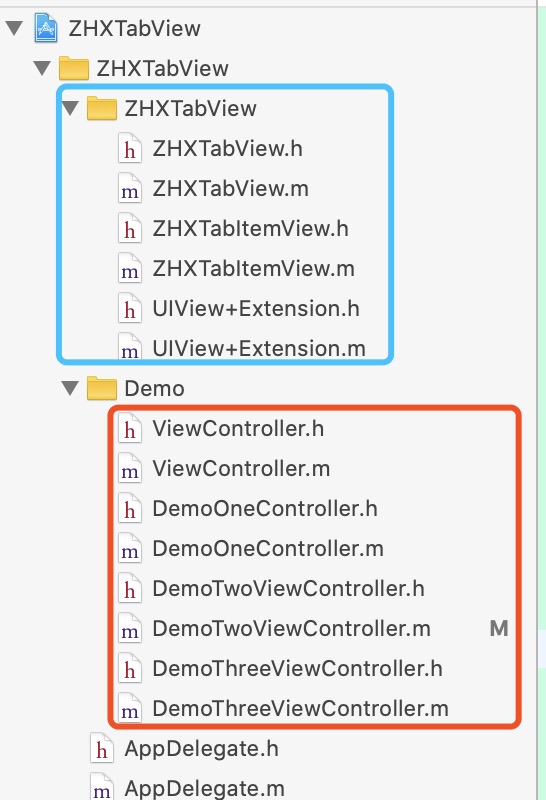 ZHXTabView
ZHXTabView
ZHXTabView
h ZHXTabView.h
m ZHXTabView.m
h ZHXTabItemView.h
m ZHXTabItemView.m
h UIView+Extension.h
m UIView+Extension.m
Demo
h ViewController.h
m ViewController.m
h DemoOneController.h
m DemoOneController.m
h DemoTwoViewController.h
m DemoTwoViewController.m M
h DemoThreeViewController.h
m DemoThreeViewController.m
h AppDelegate.h
m AppDelegate.m